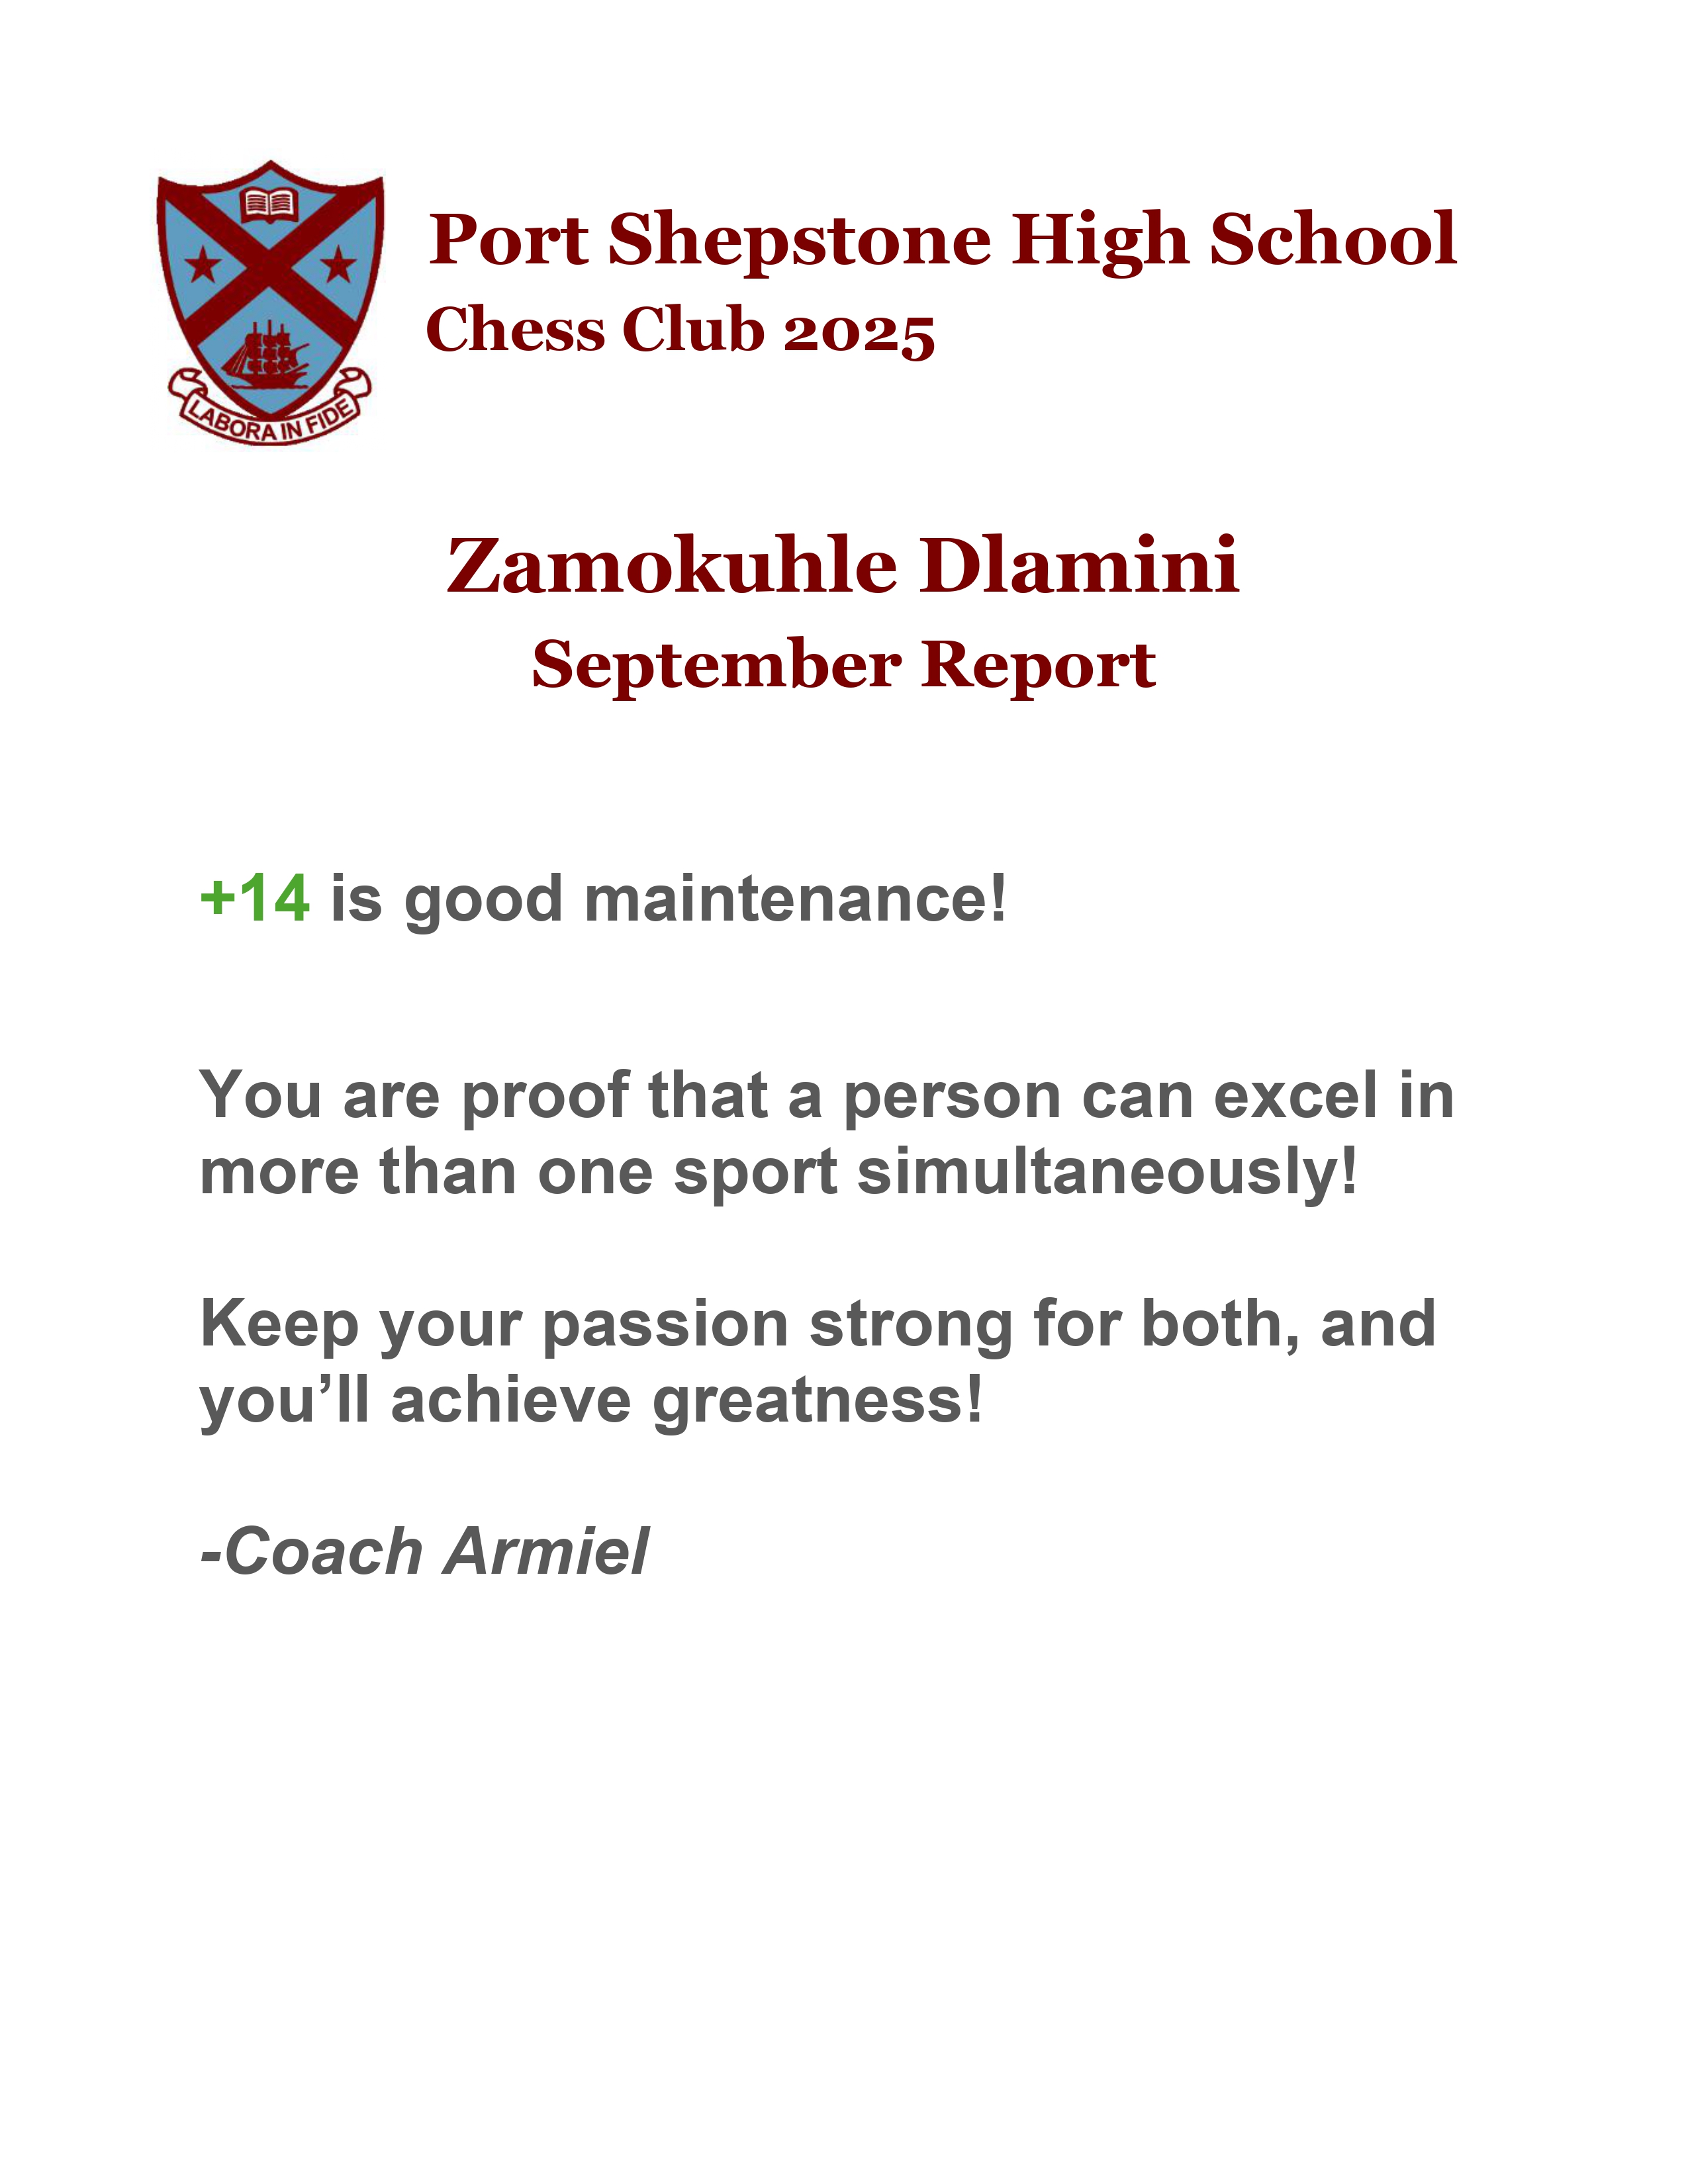 Port Shepstone High School
Chess Club 2025
LABORA IN FIDE
Zamokuhle Dlamini
September Report
+14 is good maintenance!
You are proof that a person can excel in
more than one sport simultaneously!
Keep your passion strong for both, and
you’ll achieve greatness!
-Coach Armiel